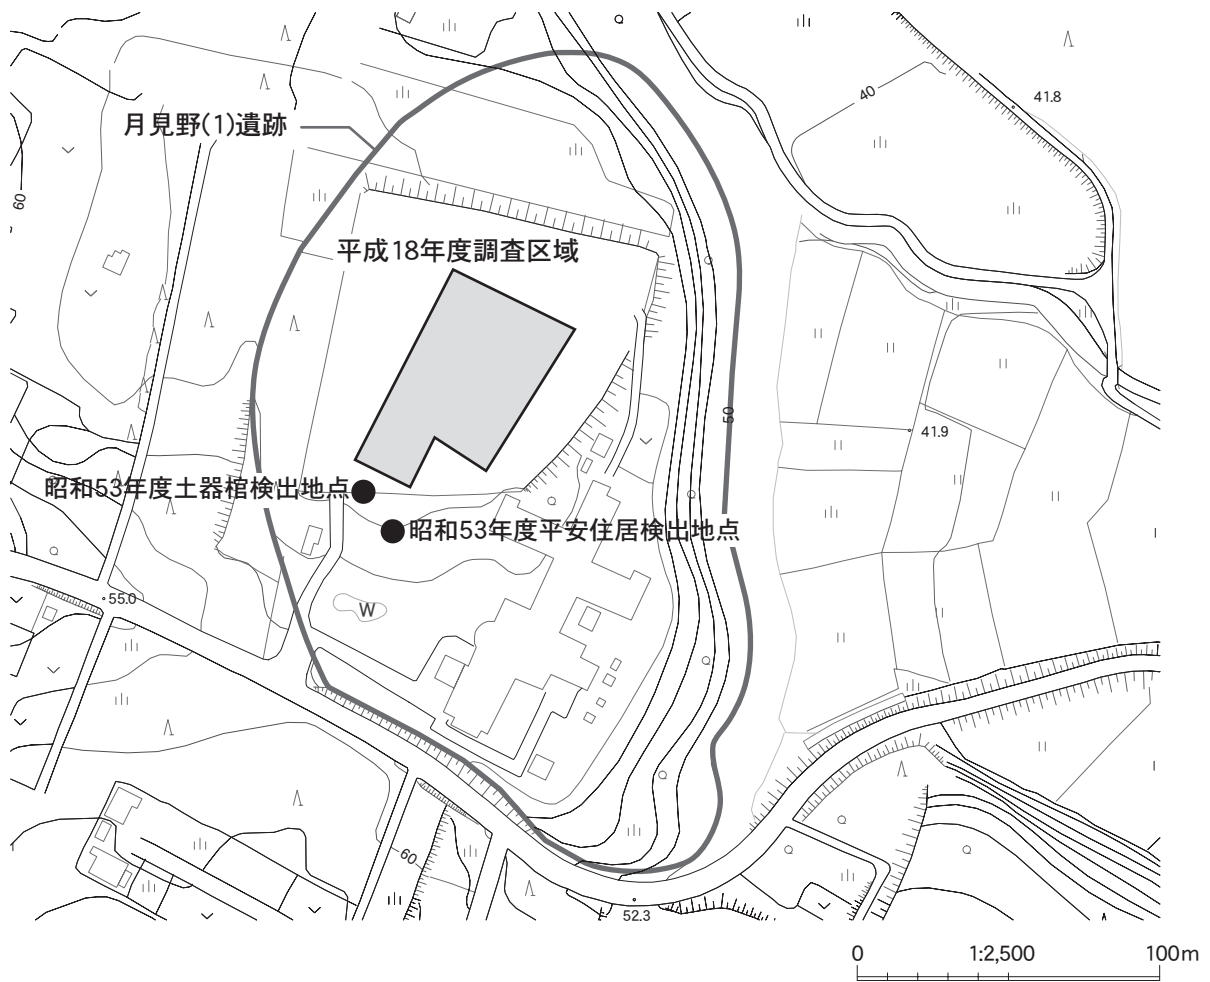 40
41.8
月見野(1)遺跡
60
平成18年度調査区域
50
41.9
昭和53年度土器棺検出地点
昭和53年度平安住居検出地点
55.0
W
60
52.3
0 1:2,500 100m